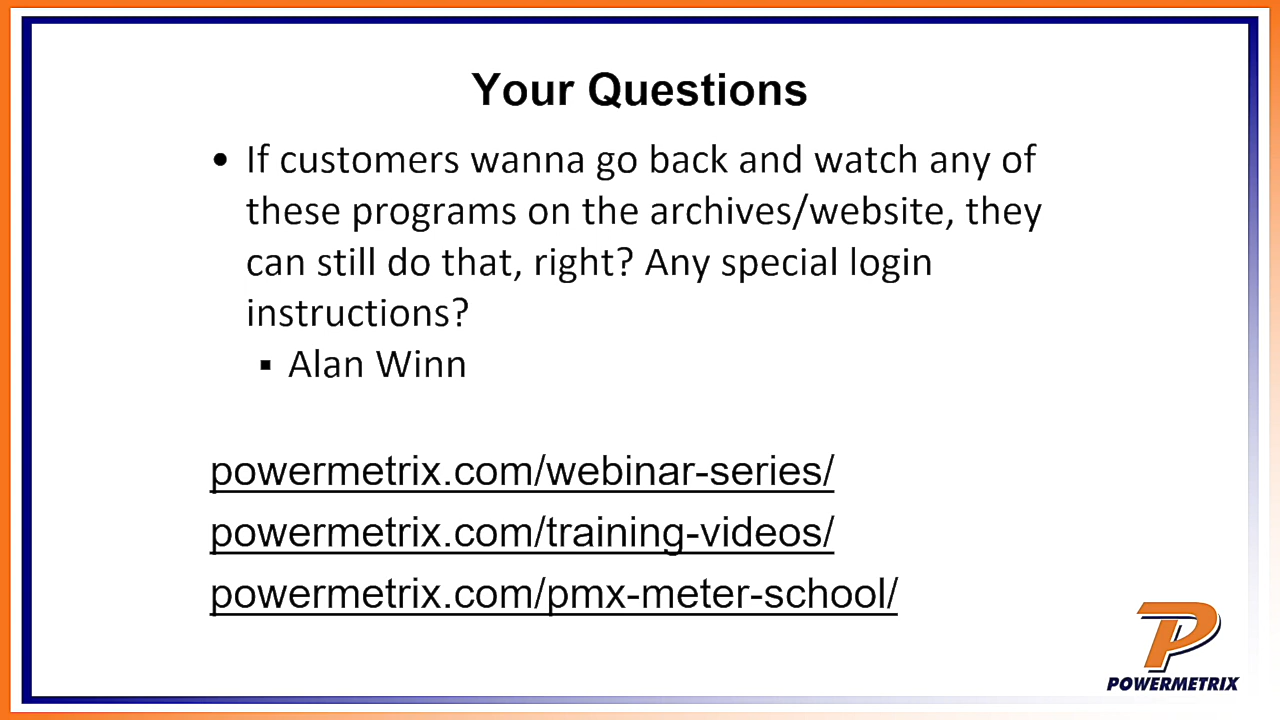 Your Questions
• If customers wanna go back and watch any of
these programs on the archives/website, they
can still do that, right? Any special login
instructions?
▪ Alan Winn
powermetrix.com/webinar-series/
powermetrix.com/training-videos/
powermetrix.com/pmx-meter-school/
POWERMETRIX